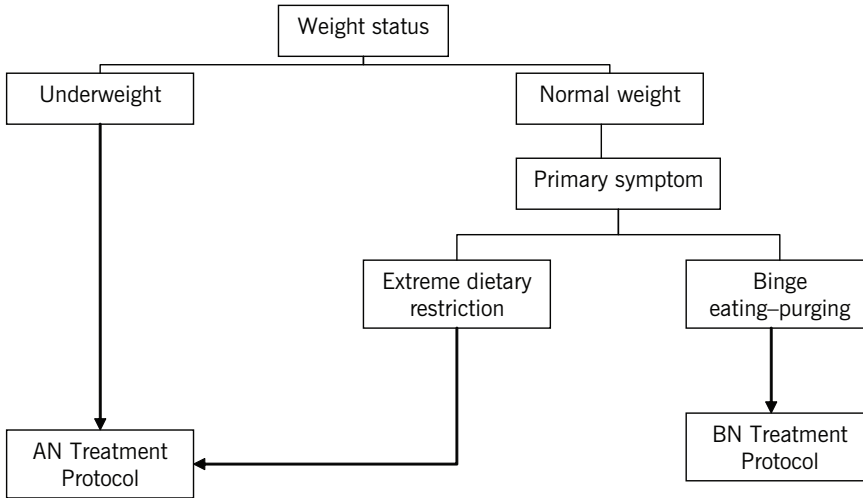 Weight status
Underweight
Normal weight
Primary symptom
Extreme dietary
restriction
Binge
eating–purging
AN Treatment
Protocol
BN Treatment
Protocol